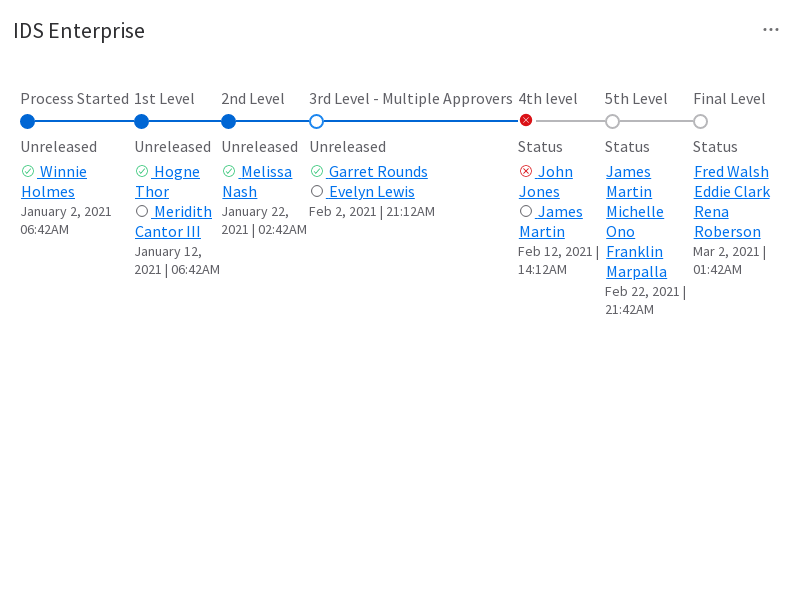 IDS Enterprise
Process Started
Unreleased
Winnie
Holmes
January 2, 2021
06:42AM
1st Level
Unreleased
Hogne
Thor
Meridith
Cantor III
January 12,
2021 | 06:42AM
2nd Level
Unreleased
Melissa
Nash
January 22,
2021 | 02:42AM
3rd Level - Multiple Approvers
Unreleased
Garret Rounds
Evelyn Lewis
Feb 2, 2021 | 21:12AM
4th level
Status
John
Jones
James
Martin
Feb 12, 2021 |
14:12AM
5th Level
Status
James
Martin
Michelle
Ono
Franklin
Marpalla
Feb 22, 2021 |
21:42AM
Final Level
Status
Fred Walsh
Eddie Clark
Rena
Roberson
Mar 2, 2021 |
01:42AM